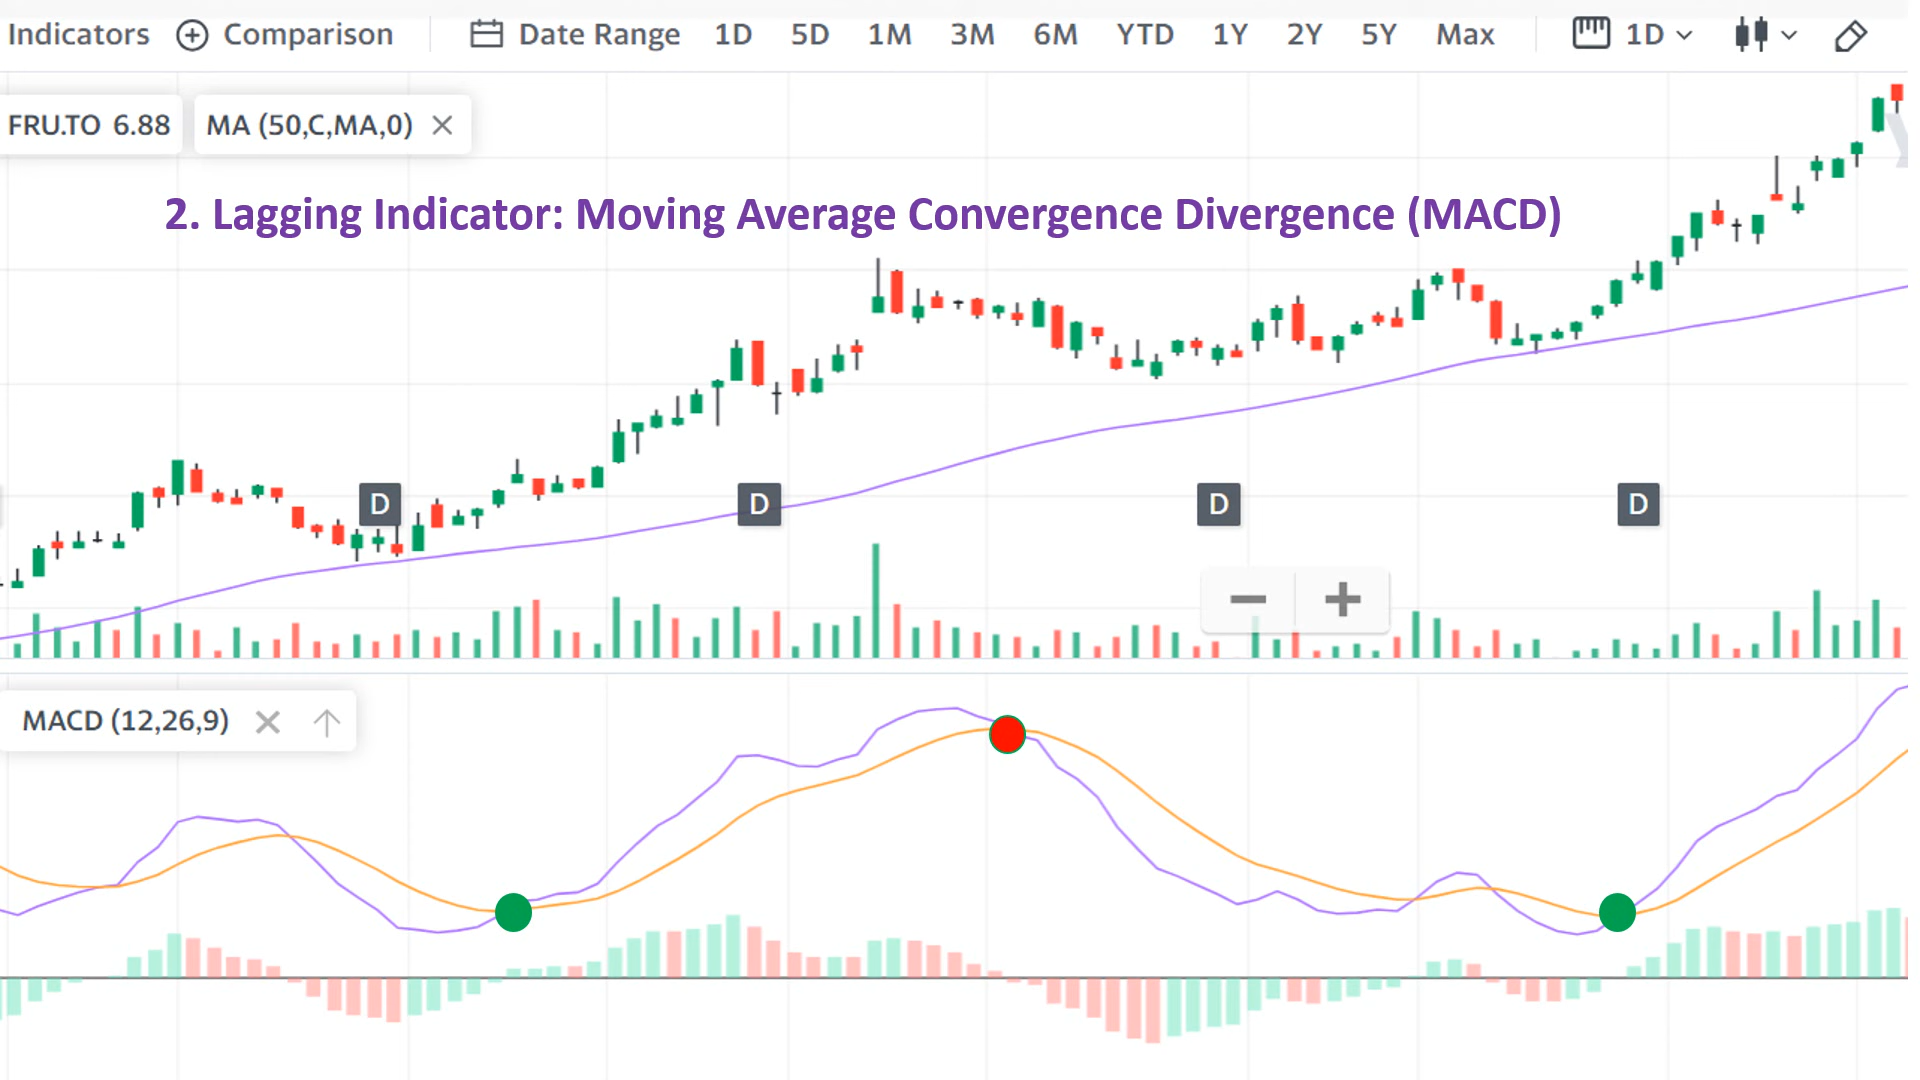 Indicators Comparison Date Range 1D 5D 1M 3M 6M YTD 1Y 2Y 5Y Max 1D
FRU.TO 6.88 MA (50,C,MA,0)
2. Lagging Indicator: Moving Average Convergence Divergence (MACD)
D D D D
MACD (12,26,9)